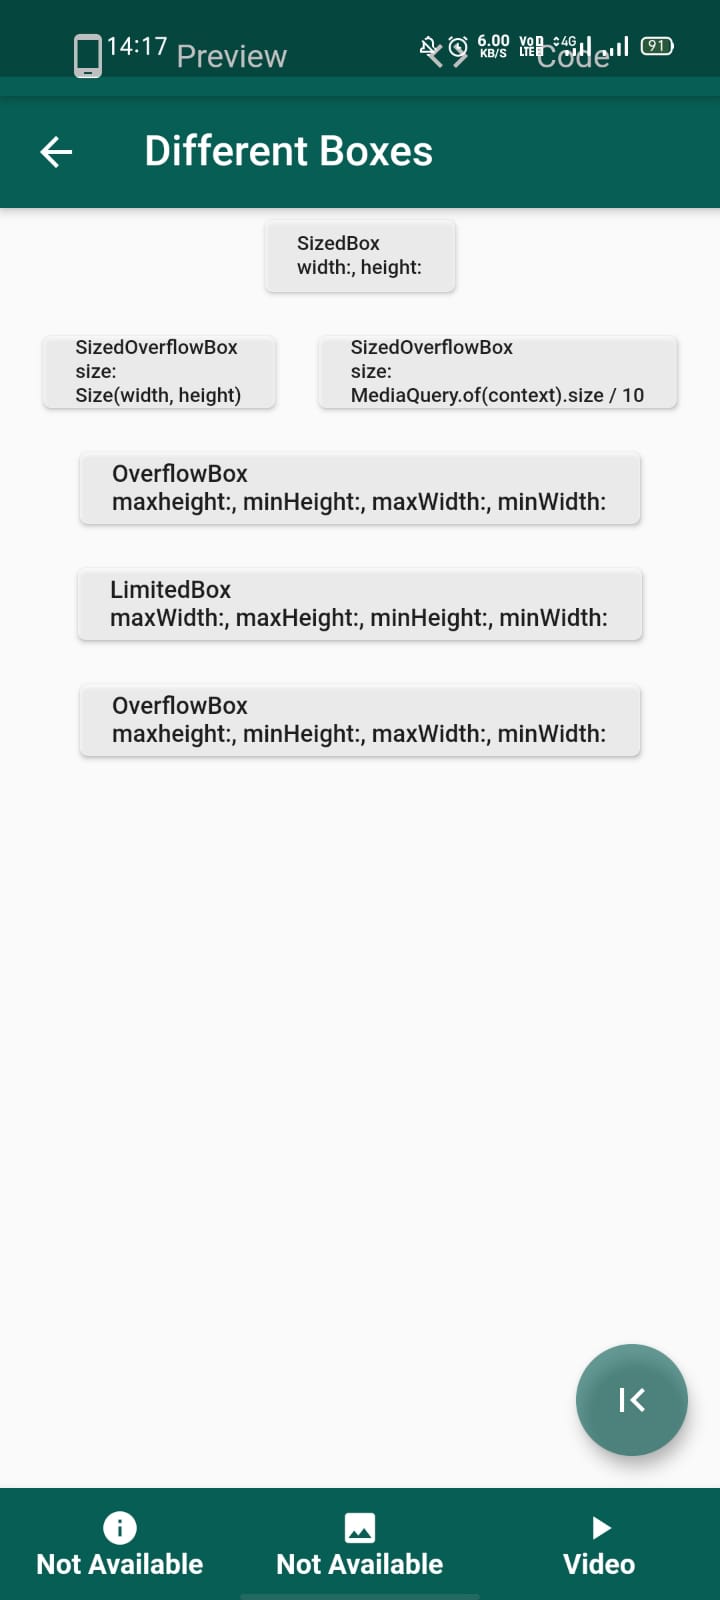 14:17 Preview 6.00 KB/S VoD LTE 4G Code 91
Different Boxes
SizedBox
width:, height:
SizedOverflowBox
size:
Size(width, height)
SizedOverflowBox
size:
MediaQuery.of(context).size / 10
OverflowBox
maxheight:, minHeight:, maxWidth:, minWidth:
LimitedBox
maxWidth:, maxHeight:, minHeight:, minWidth:
OverflowBox
maxheight:, minHeight:, maxWidth:, minWidth:
Not Available Not Available Video